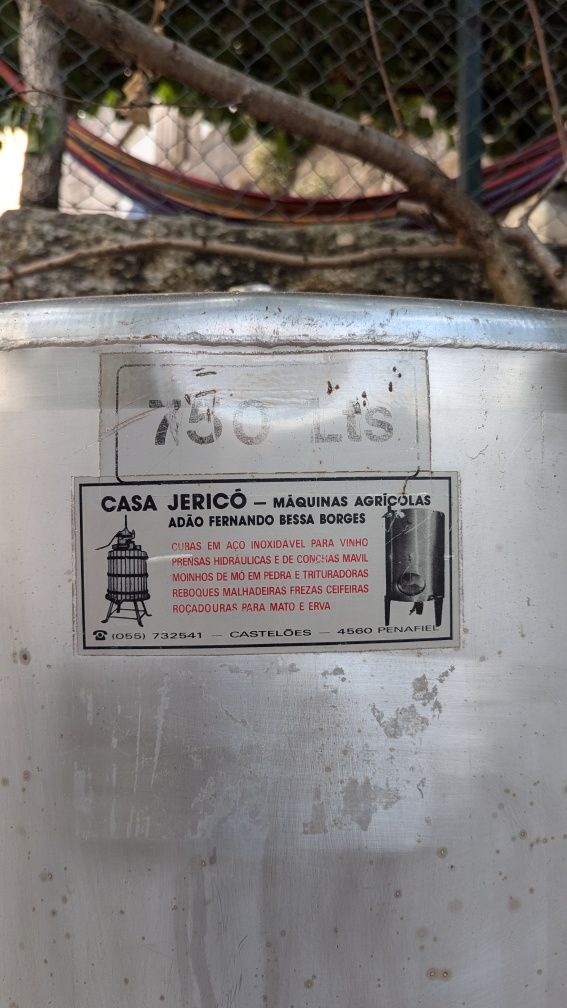 750 Lts
CASA JERICÓ — MÁQUINAS AGRÍCOLAS
ADÃO FERNANDO BESSA BORGES
CUBAS EM AÇO INOXIDÁVEL PARA VINHO
PRENSAS HIDRÁULICAS E DE CONCHAS MAVIL
MOINHOS DE MÓ EM PEDRA E TRITURADORAS
REBOQUES MALHADEIRAS FREZAS CEIFEIRAS
ROÇADOURAS PARA MATO E ERVA
☎ (055) 732541 — CASTELÕES — 4560 PENAFIEL